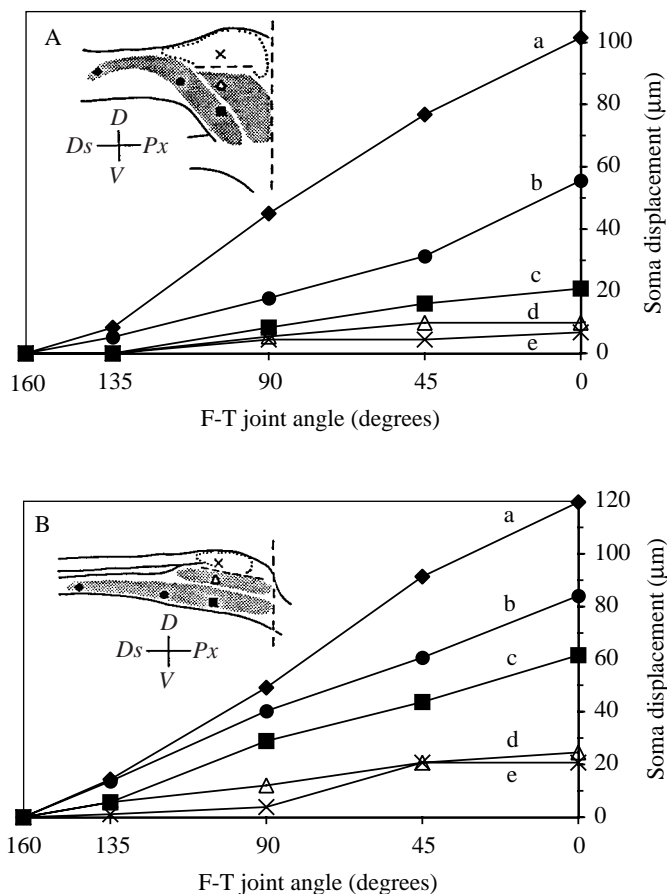 A
D
Ds
Px
V
a
b
c
d
e
100
80
60
40
20
0
Soma displacement (μm)
160
135
90
45
0
F-T joint angle (degrees)
B
D
Ds
Px
V
a
b
c
d
e
120
100
80
60
40
20
0
Soma displacement (μm)
160
135
90
45
0
F-T joint angle (degrees)